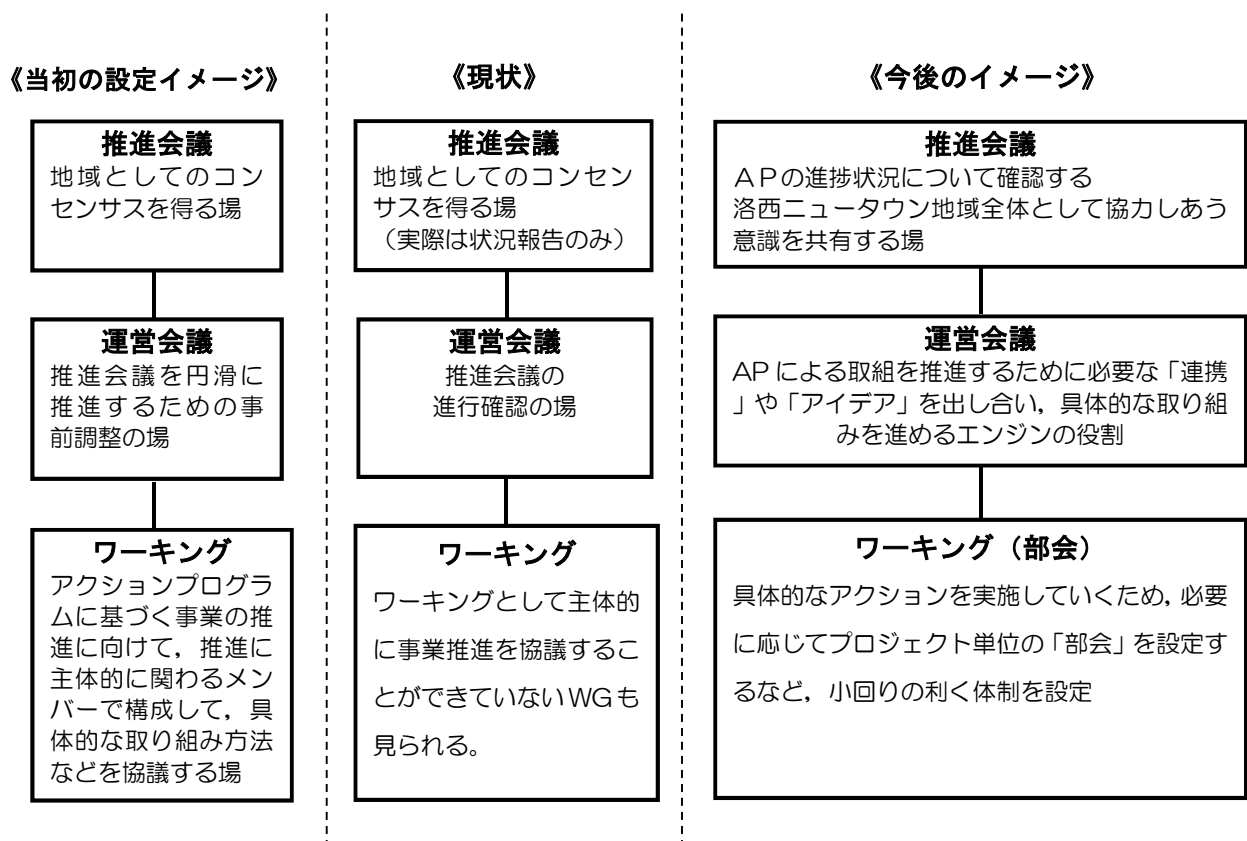 《当初の設定イメージ》
推進会議
地域としてのコン
センサスを得る場
運営会議
推進会議を円滑に
推進するための事
前調整の場
ワーキング
アクションプログラ
ムに基づく事業の推
進に向けて，推進に
主体的に関わるメン
バーで構成して，具
体的な取り組み方法
などを協議する場
《現状》
推進会議
地域としてのコンセン
サスを得る場
（実際は状況報告のみ）
運営会議
推進会議の
進行確認の場
ワーキング
ワーキングとして主体的
に事業推進を協議するこ
とができていないWGも
見られる。
《今後のイメージ》
推進会議
ＡＰの進捗状況について確認する
洛西ニュータウン地域全体として協力しあう
意識を共有する場
運営会議
AP による取組を推進するために必要な「連携
」や「アイデア」を出し合い，具体的な取り組
みを進めるエンジンの役割
ワーキング（部会）
具体的なアクションを実施していくため，必要
に応じてプロジェクト単位の「部会」を設定す
るなど，小回りの利く体制を設定